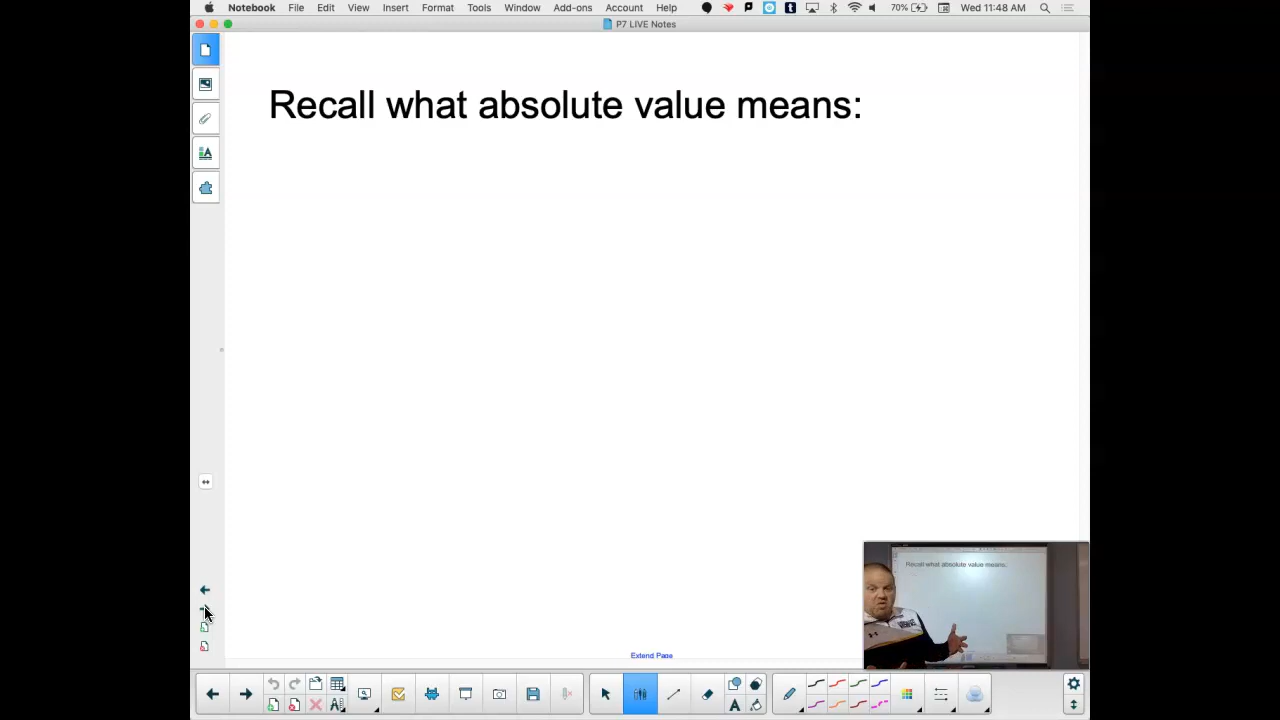 Notebook File Edit View Insert Format Tools Window Add-ons Account Help 70% Wed 11:48 AM
P7 LIVE Notes
Recall what absolute value means:
Recall what absolute value means:
Extend Page